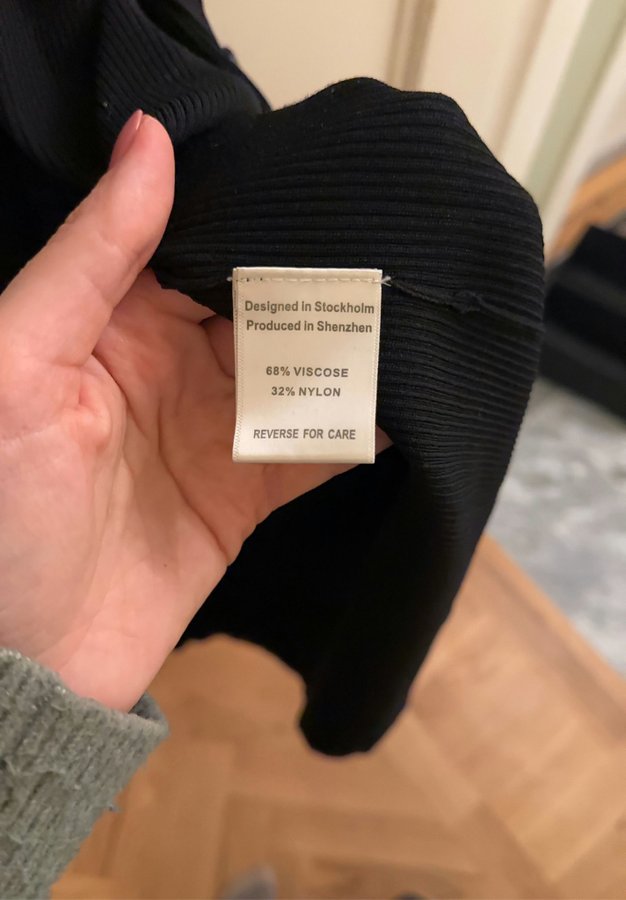 Designed in Stockholm
Produced in Shenzhen
68% VISCOSE
32% NYLON
REVERSE FOR CARE